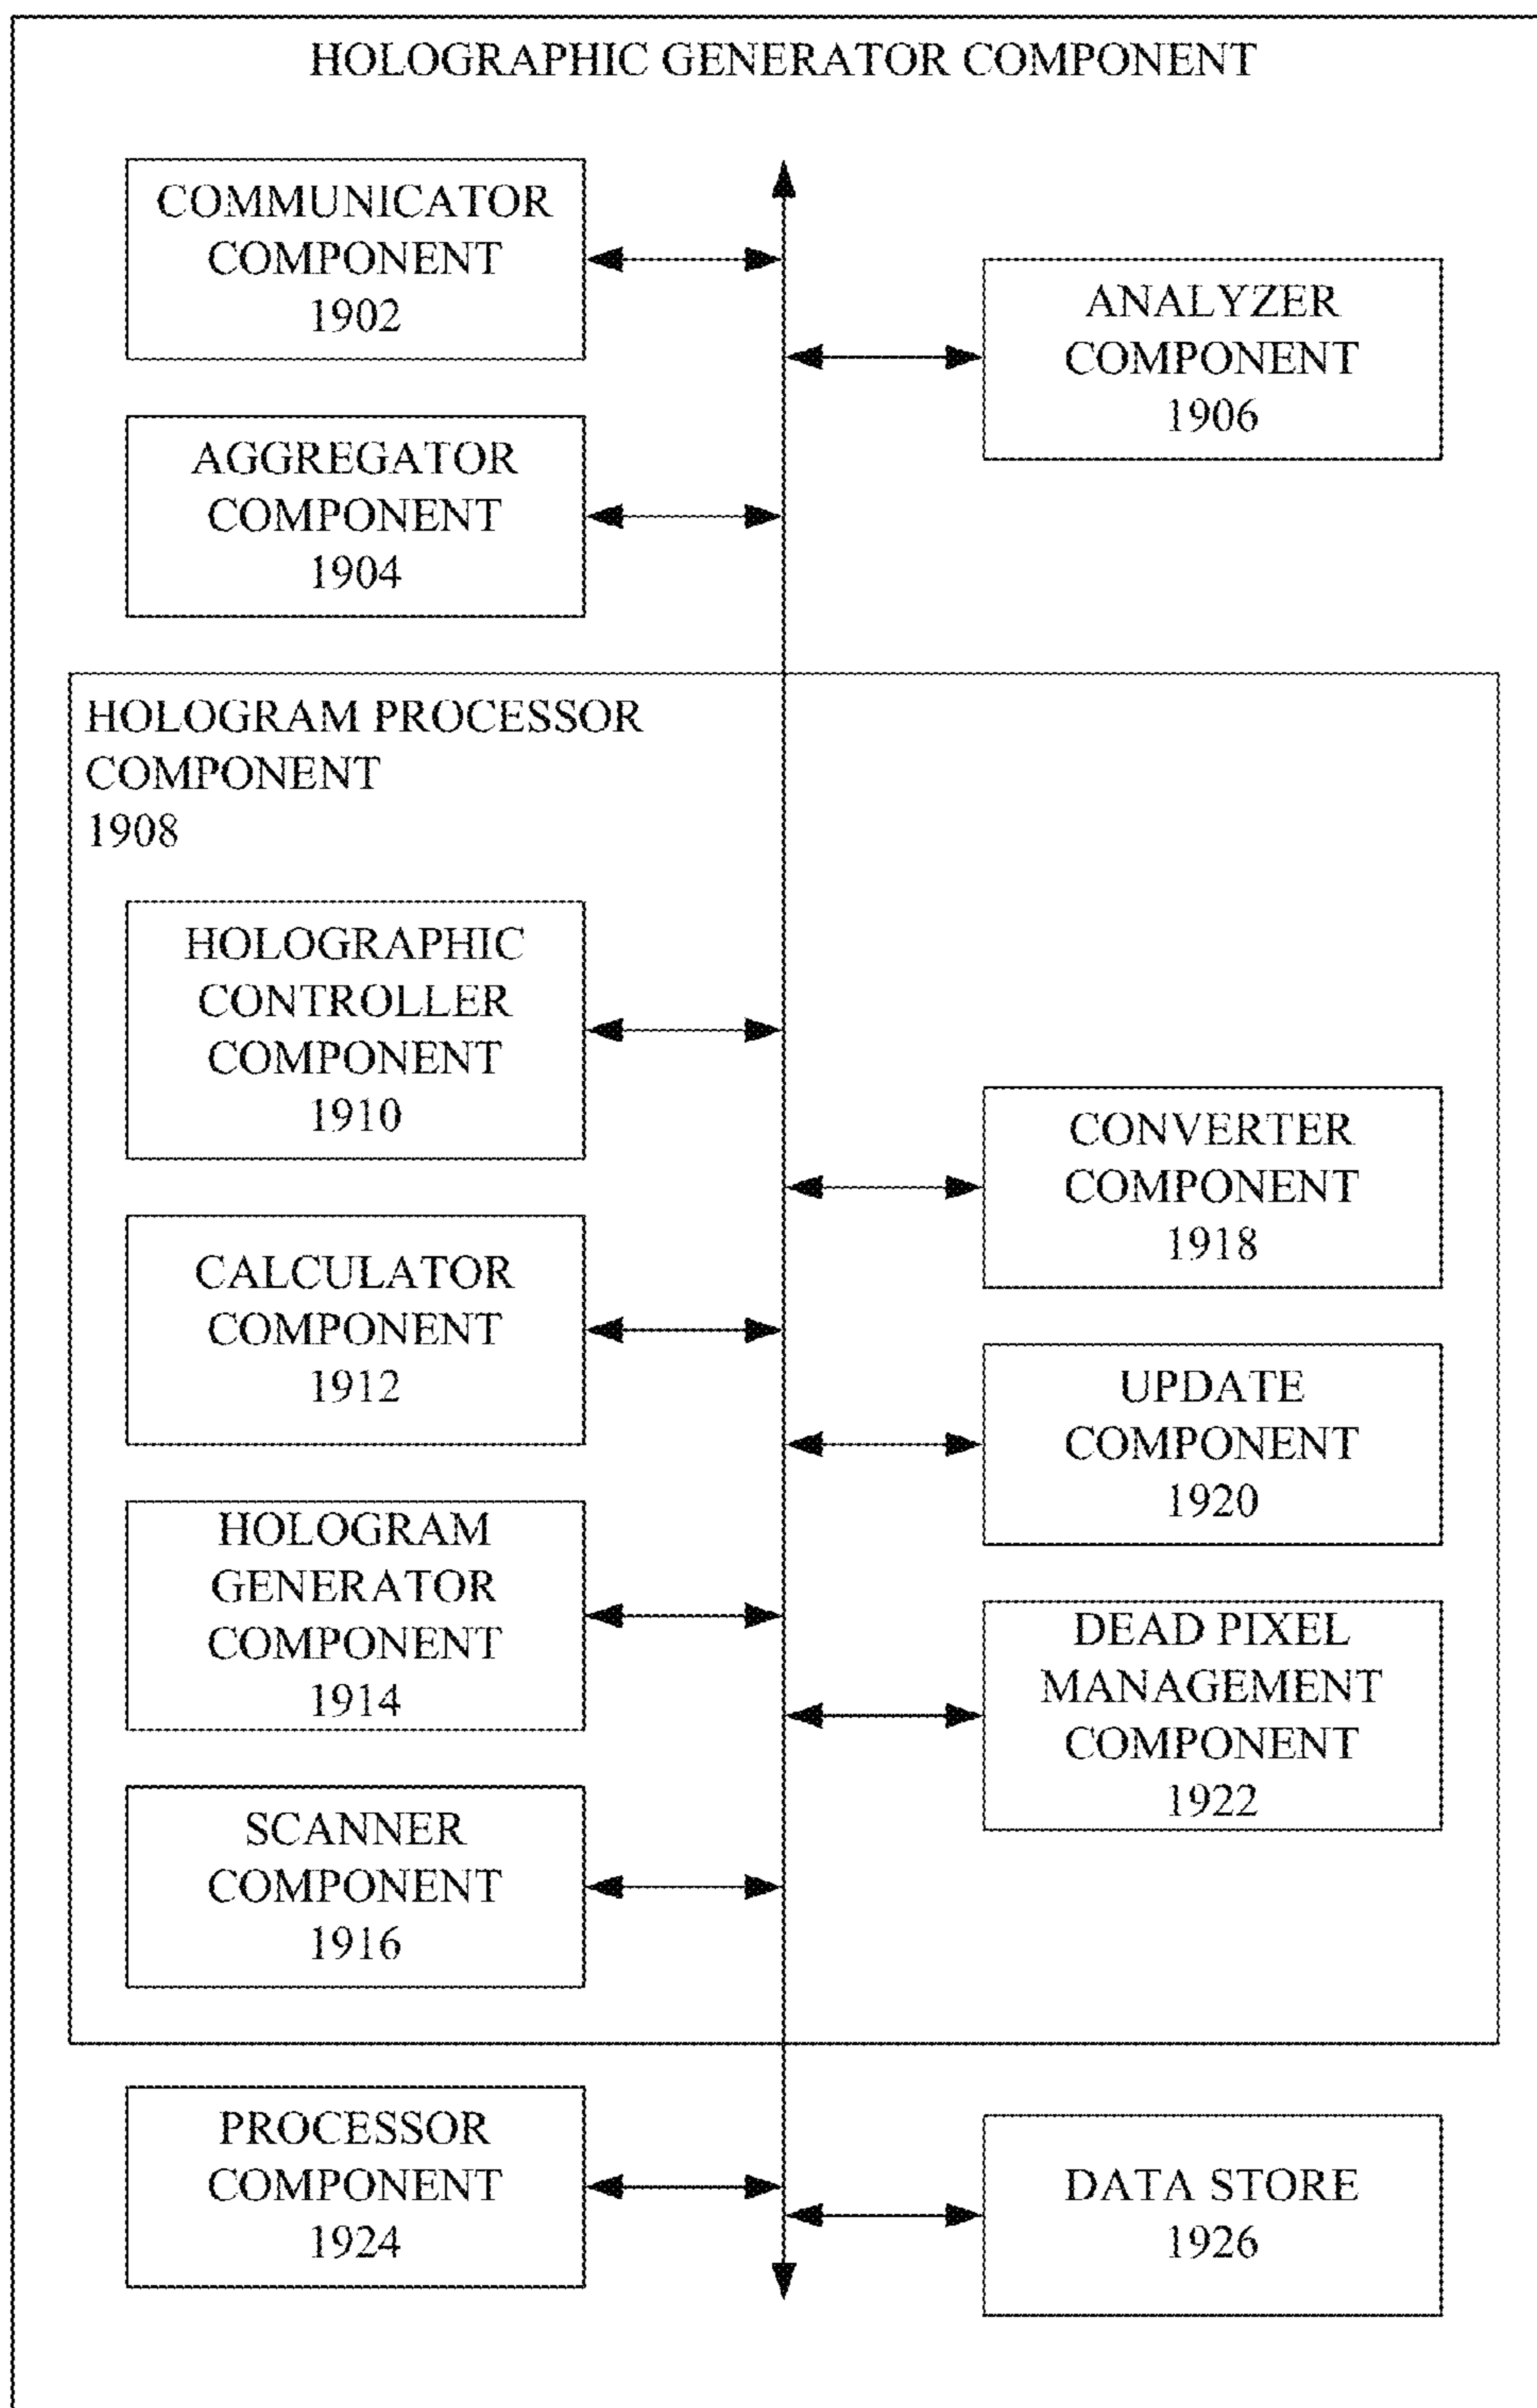 HOLOGRAPHIC GENERATOR COMPONENT
COMMUNICATOR
COMPONENT
1902
ANALYZER
COMPONENT
1906
AGGREGATOR
COMPONENT
1904
HOLOGRAM PROCESSOR
COMPONENT
1908
HOLOGRAPHIC
CONTROLLER
COMPONENT
1910
CONVERTER
COMPONENT
1918
CALCULATOR
COMPONENT
1912
UPDATE
COMPONENT
1920
HOLOGRAM
GENERATOR
COMPONENT
1914
DEAD PIXEL
MANAGEMENT
COMPONENT
1922
SCANNER
COMPONENT
1916
PROCESSOR
COMPONENT
1924
DATA STORE
1926